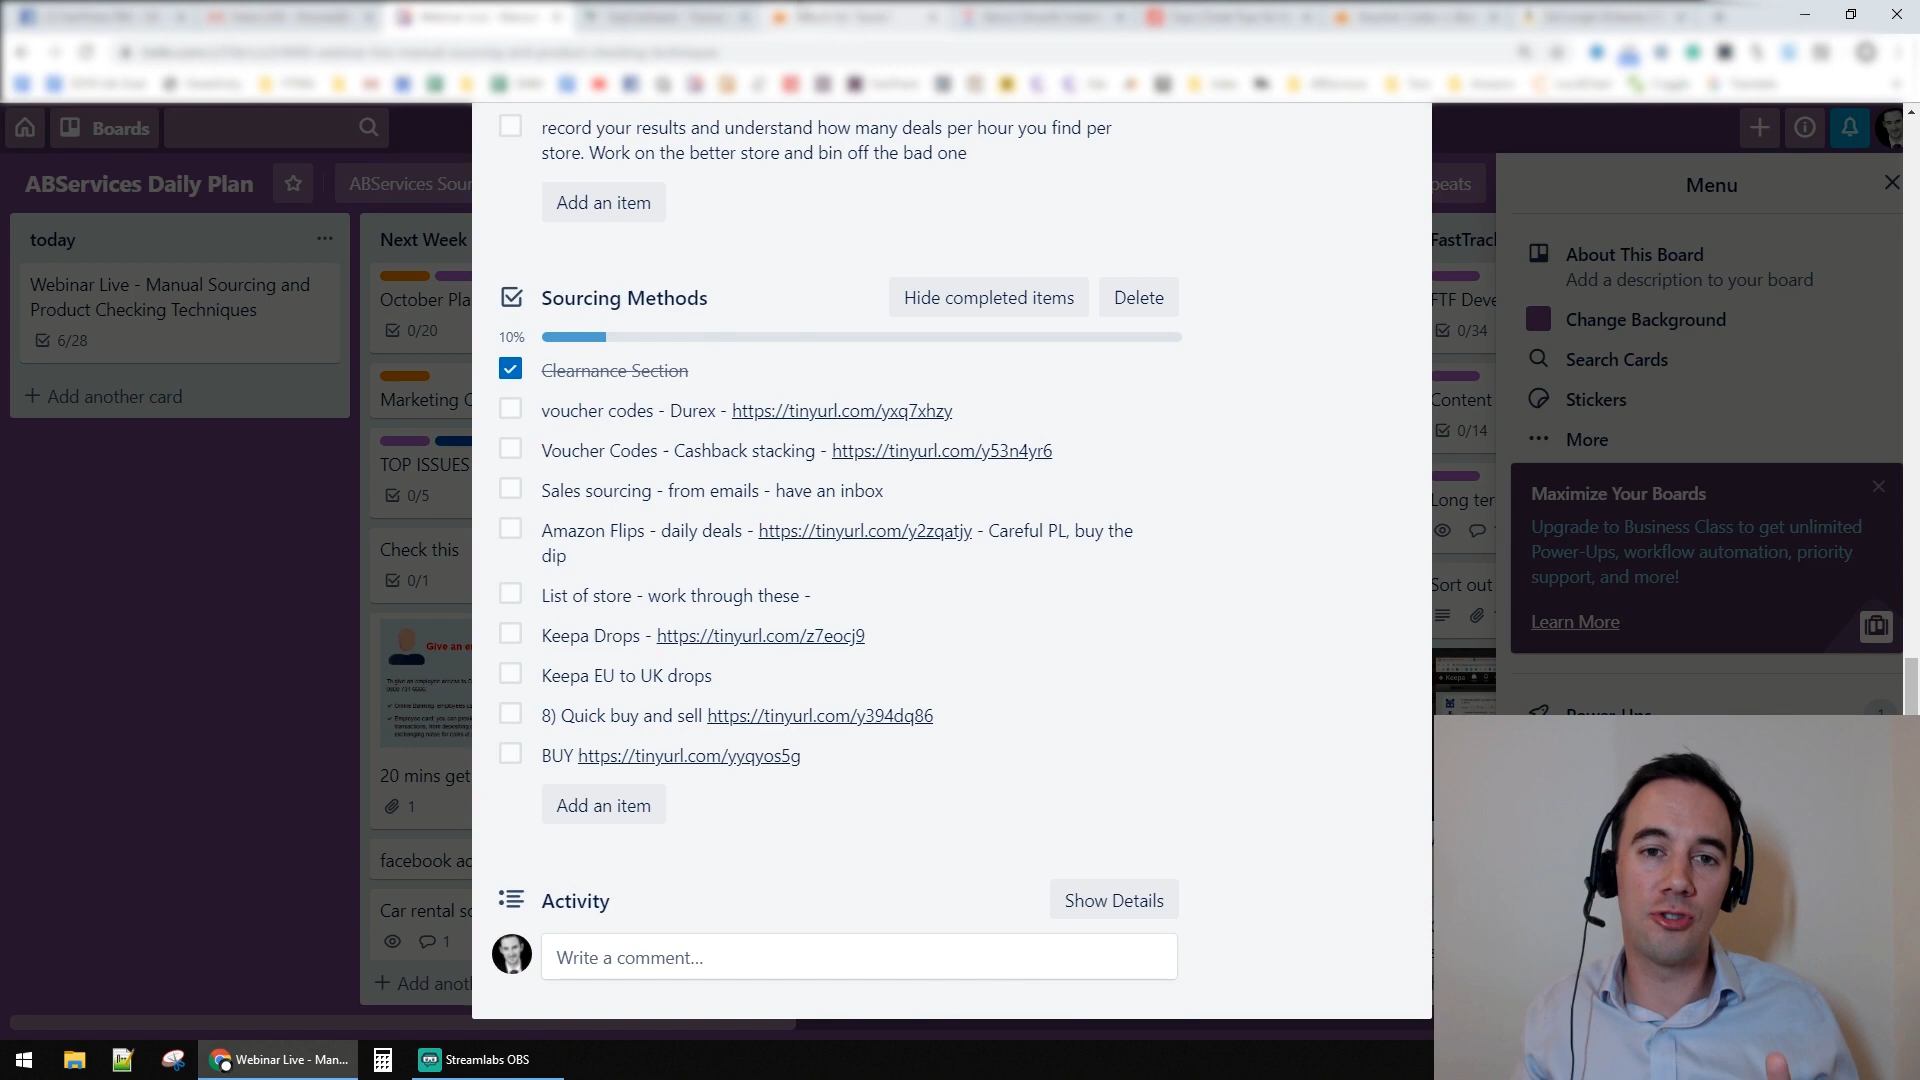 Boards
ABServices Daily Plan
ABServices Sour
peats
today
Webinar Live - Manual Sourcing and
Product Checking Techniques
6/28
+ Add another card
Next Week
October Pla
0/20
Marketing C
TOP ISSUES
0/5
Check this
0/1
Give an e
20 mins get
1
facebook ac
Car rental sc
1
+ Add anot
record your results and understand how many deals per hour you find per
store. Work on the better store and bin off the bad one
Add an item
Sourcing Methods
Hide completed items
Delete
10%
Clearnance Section
voucher codes - Durex - https://tinyurl.com/yxq7xhzy
Voucher Codes - Cashback stacking - https://tinyurl.com/y53n4yr6
Sales sourcing - from emails - have an inbox
Amazon Flips - daily deals - https://tinyurl.com/y2zqatjy - Careful PL, buy the
dip
List of store - work through these -
Keepa Drops - https://tinyurl.com/z7eocj9
Keepa EU to UK drops
8) Quick buy and sell https://tinyurl.com/y394dq86
BUY https://tinyurl.com/yyqyos5g
Add an item
Activity
Show Details
Write a comment...
FastTrack
FTF Deve
0/34
Content
0/14
Long ter
Sort out
Keepa
Menu
About This Board
Add a description to your board
Change Background
Search Cards
Stickers
More
Maximize Your Boards
Upgrade to Business Class to get unlimited
Power-Ups, workflow automation, priority
support, and more!
Learn More
Power-Ups
1
Webinar Live - Man...
Streamlabs OBS